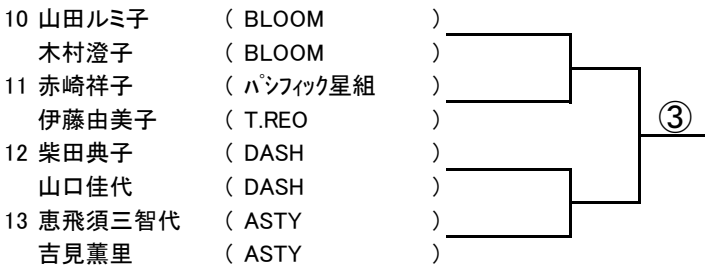 10 山田ルミ子 ( BLOOM )
木村澄子 ( BLOOM )
11 赤崎祥子 ( ﾊﾟｼﾌｨｯｸ星組 )
伊藤由美子 ( T.REO )
③
12 柴田典子 ( DASH )
山口佳代 ( DASH )
13 恵飛須三智代 ( ASTY )
吉見薫里 ( ASTY )